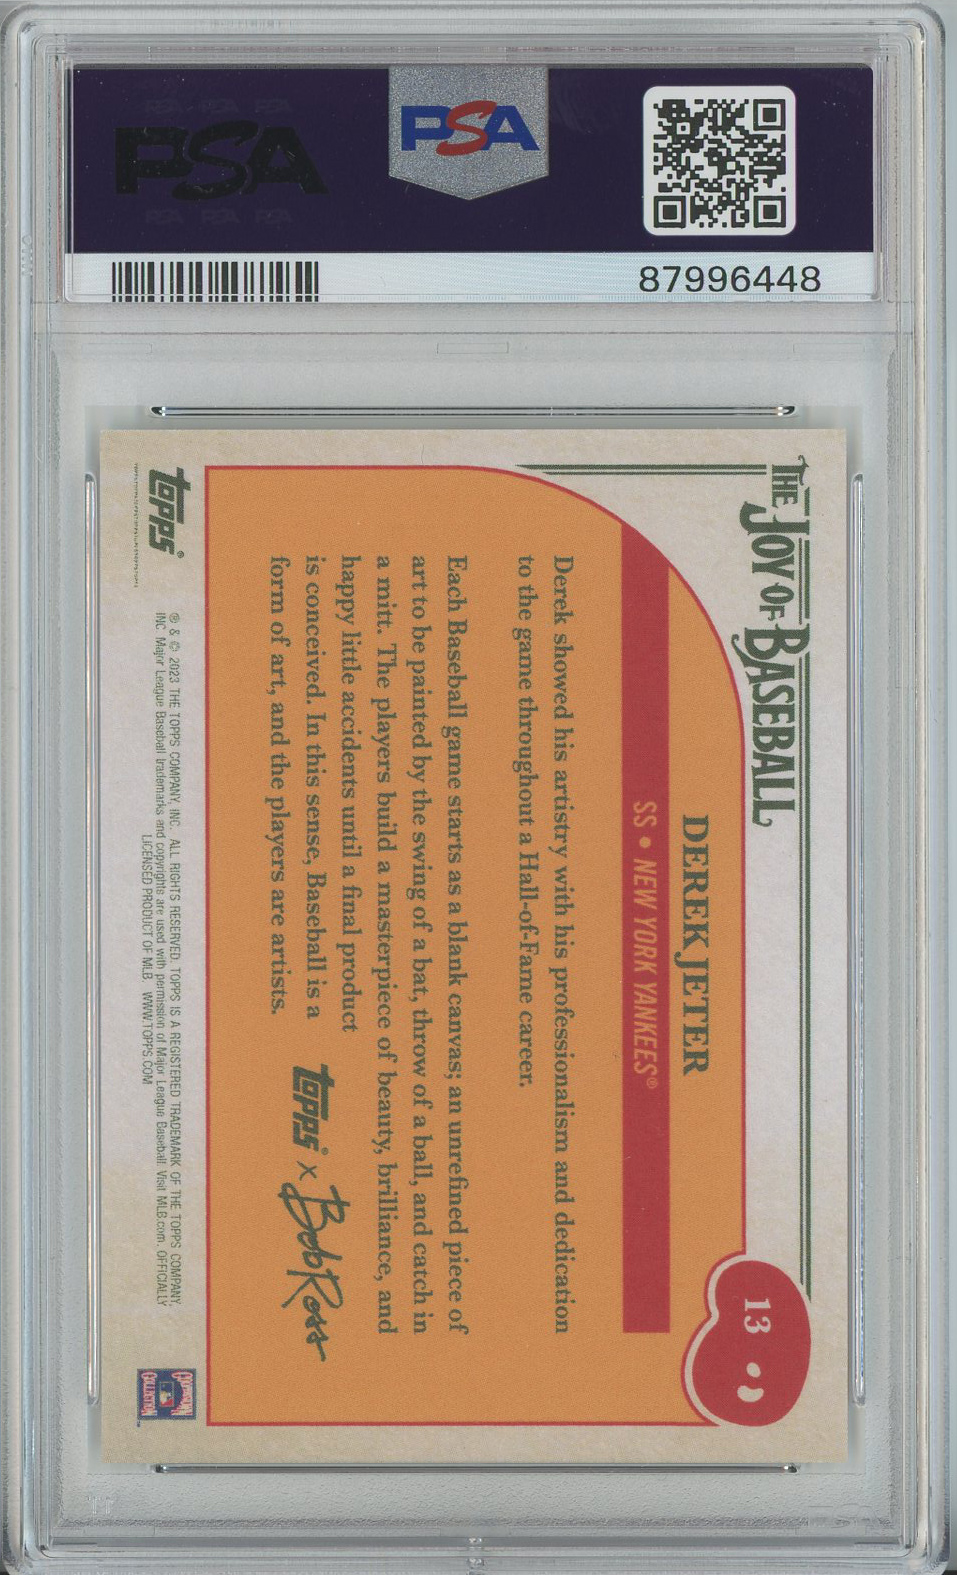 PSA
PSA
87996448
THE JOY OF BASEBALL
13
DEREK JETER
SS • NEW YORK YANKEES®
Derek showed his artistry with his professionalism and dedication
to the game throughout a Hall-of-Fame career.
Each Baseball game starts as a blank canvas; an unrefined piece of
art to be painted by the swing of a bat, throw of a ball, and catch in
a mitt. The players build a masterpiece of beauty, brilliance, and
happy little accidents until a final product
is conceived. In this sense, Baseball is a
form of art, and the players are artists.
topps® x Bob Ross
topps®
® & © 2023 THE TOPPS COMPANY, INC. ALL RIGHTS RESERVED. TOPPS IS A REGISTERED TRADEMARK OF THE TOPPS COMPANY,
INC. Major League Baseball trademarks and copyrights are used with permission of Major League Baseball. Visit MLB.com. OFFICIALLY
LICENSED PRODUCT OF MLB. WWW.TOPPS.COM
COOPERSTOWN
COLLECTION